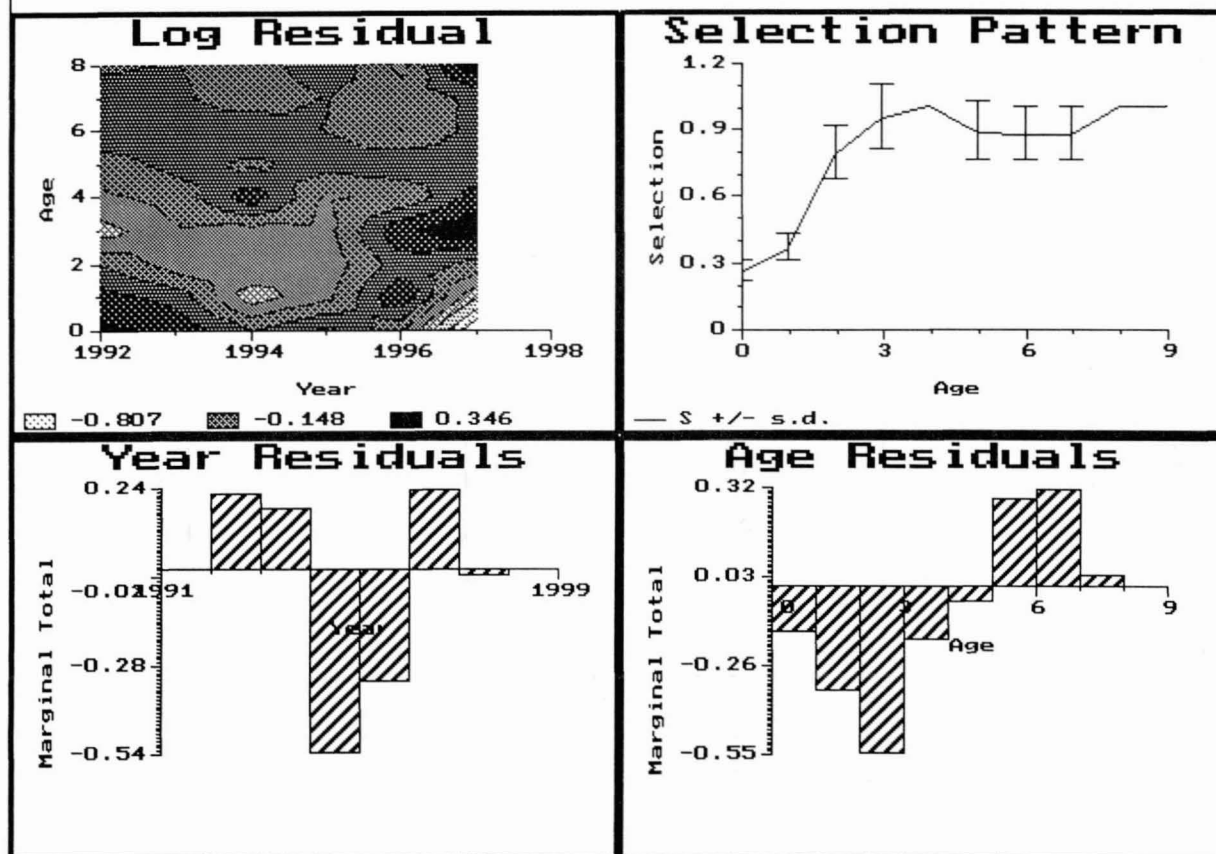 Log Residual
8
6
4
2
0
Age
1992
1994
1996
1998
Year
-0.807
-0.148
0.346
Selection Pattern
1.2
0.9
0.6
0.3
0
Selection
0
3
6
9
Age
S +/- s.d.
Year Residuals
0.24
-0.02
-0.28
-0.54
Marginal Total
1991
1999
Year
Age Residuals
0.32
0.03
-0.26
-0.55
Marginal Total
0
3
6
9
Age